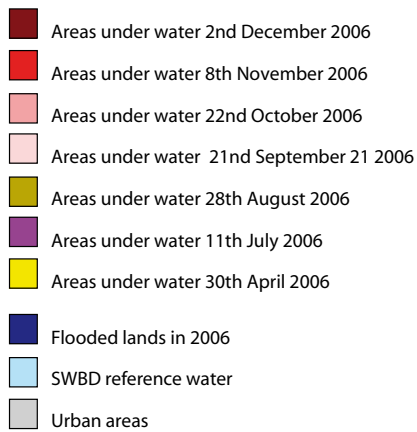 Areas under water 2nd December 2006
Areas under water 8th November 2006
Areas under water 22nd October 2006
Areas under water  21nd September 21 2006
Areas under water 28th August 2006
Areas under water 11th July 2006
Areas under water 30th April 2006
Flooded lands in 2006
SWBD reference water
Urban areas